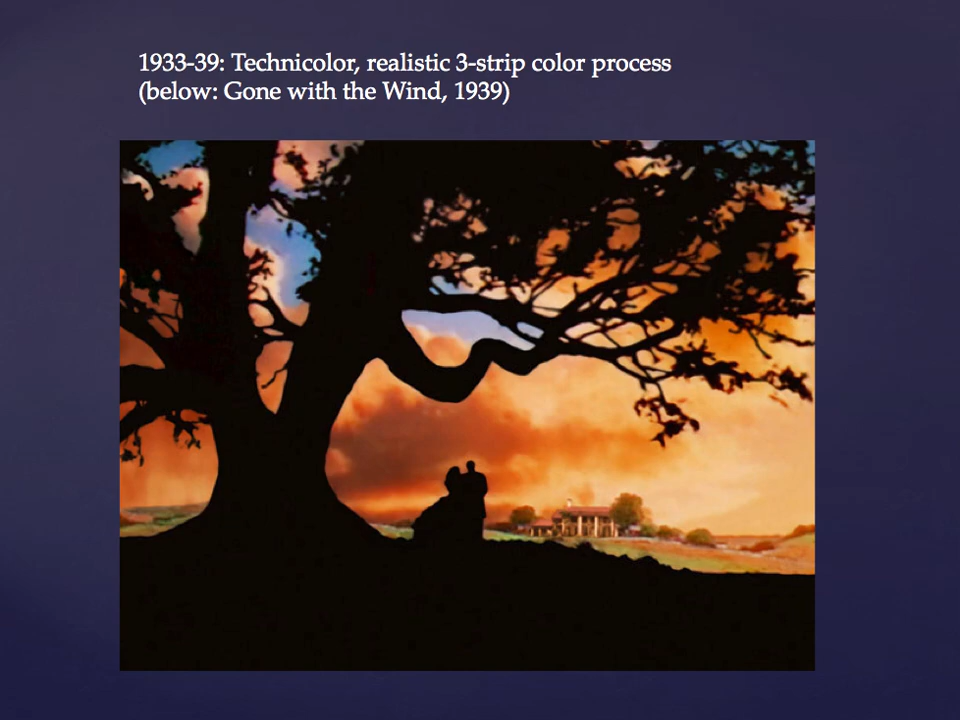 1933-39: Technicolor, realistic 3-strip color process
(below: Gone with the Wind, 1939)